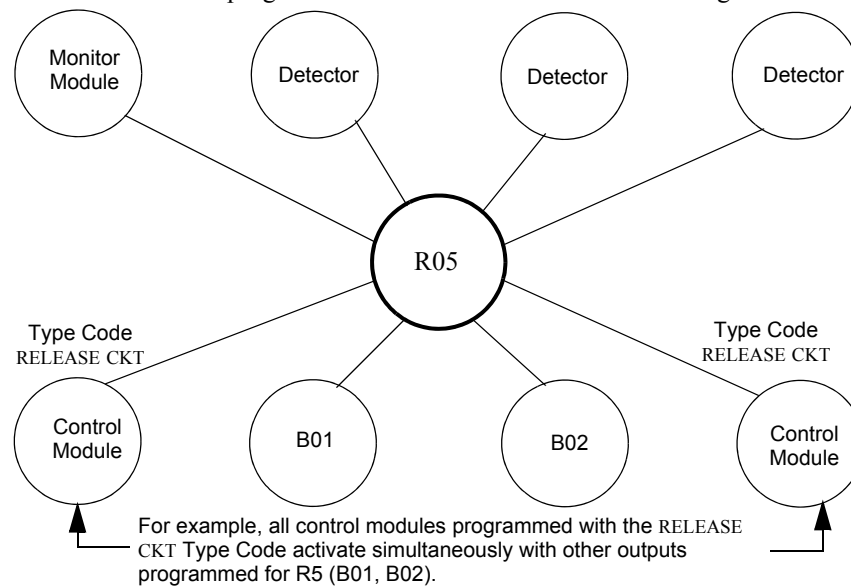 Monitor
Module
Detector
Detector
Detector
R05
Type Code
RELEASE CKT
Type Code
RELEASE CKT
Control
Module
B01
B02
Control
Module
For example, all control modules programmed with the RELEASE
CKT Type Code activate simultaneously with other outputs
programmed for R5 (B01, B02).